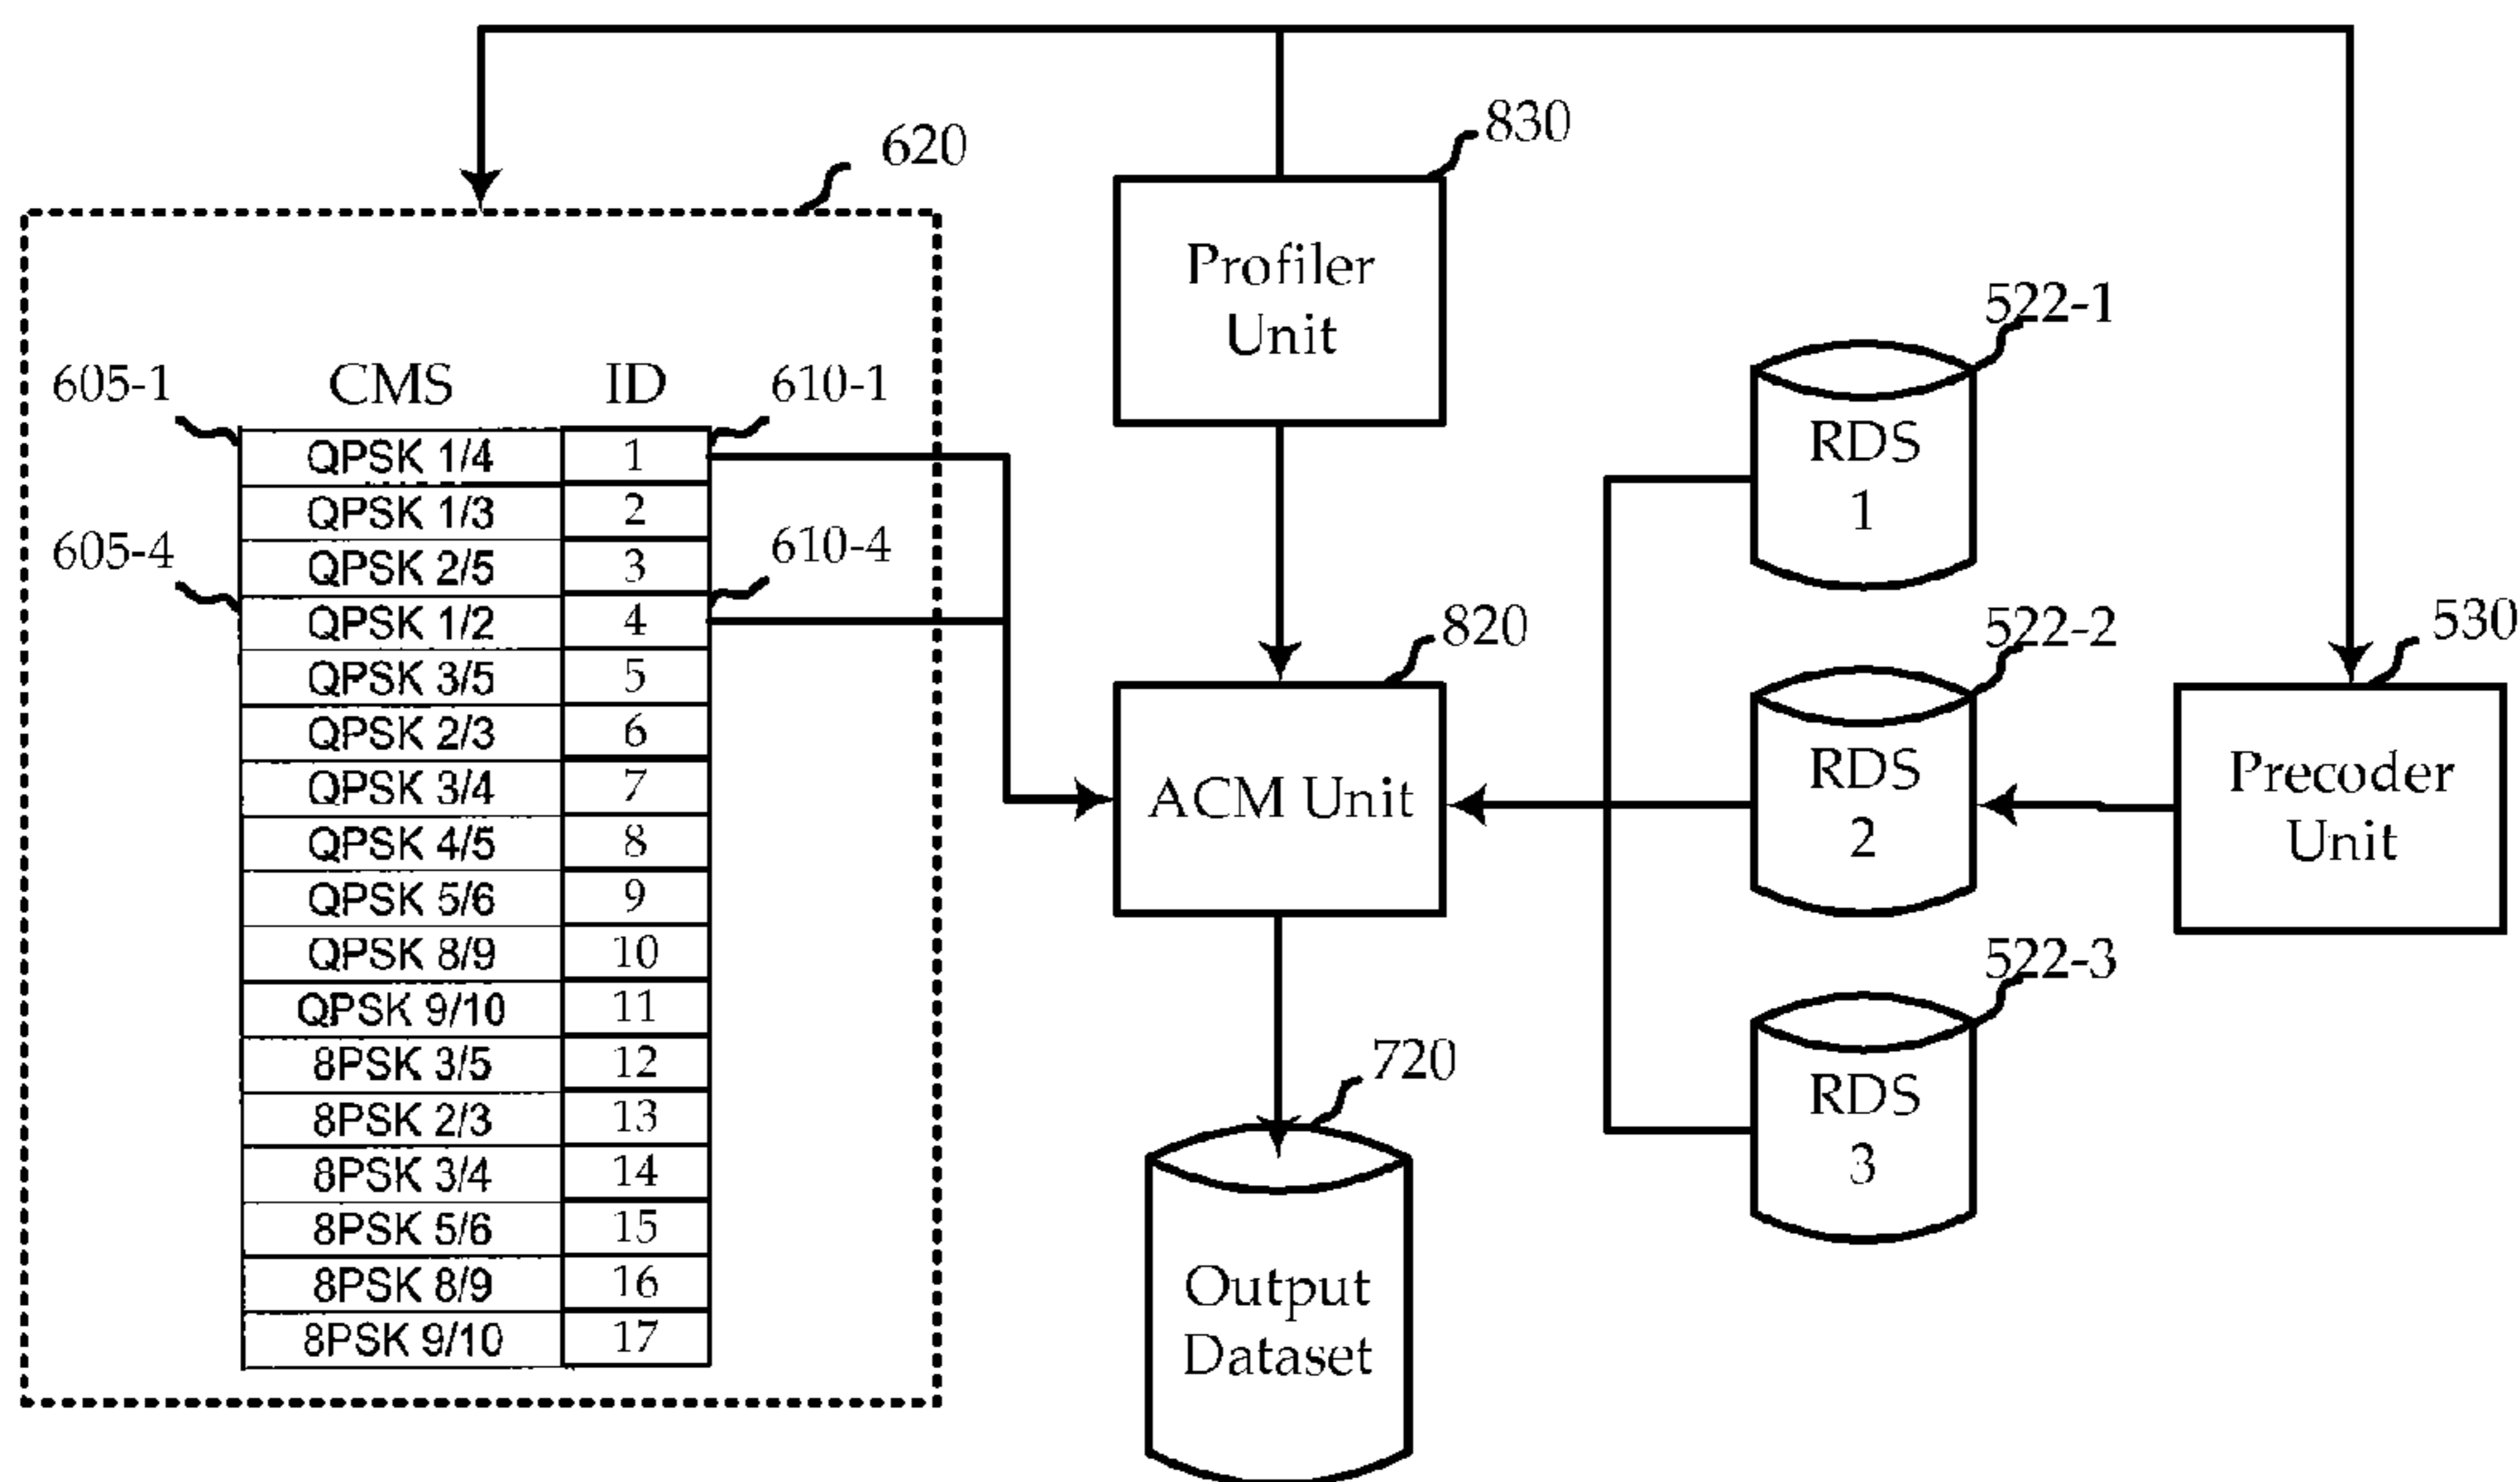 830
620
Profiler
Unit
522-1
605-1
CMS
ID
610-1
RDS
1
QPSK 1/4
1
QPSK 1/3
2
605-4
610-4
QPSK 2/5
3
QPSK 1/2
4
QPSK 3/5
5
QPSK 2/3
6
QPSK 3/4
7
QPSK 4/5
8
QPSK 5/6
9
QPSK 8/9
10
QPSK 9/10
11
8PSK 3/5
12
8PSK 2/3
13
8PSK 3/4
14
8PSK 5/6
15
8PSK 8/9
16
8PSK 9/10
17
820
ACM Unit
522-2
RDS
2
530
Precoder
Unit
522-3
RDS
3
720
Output
Dataset